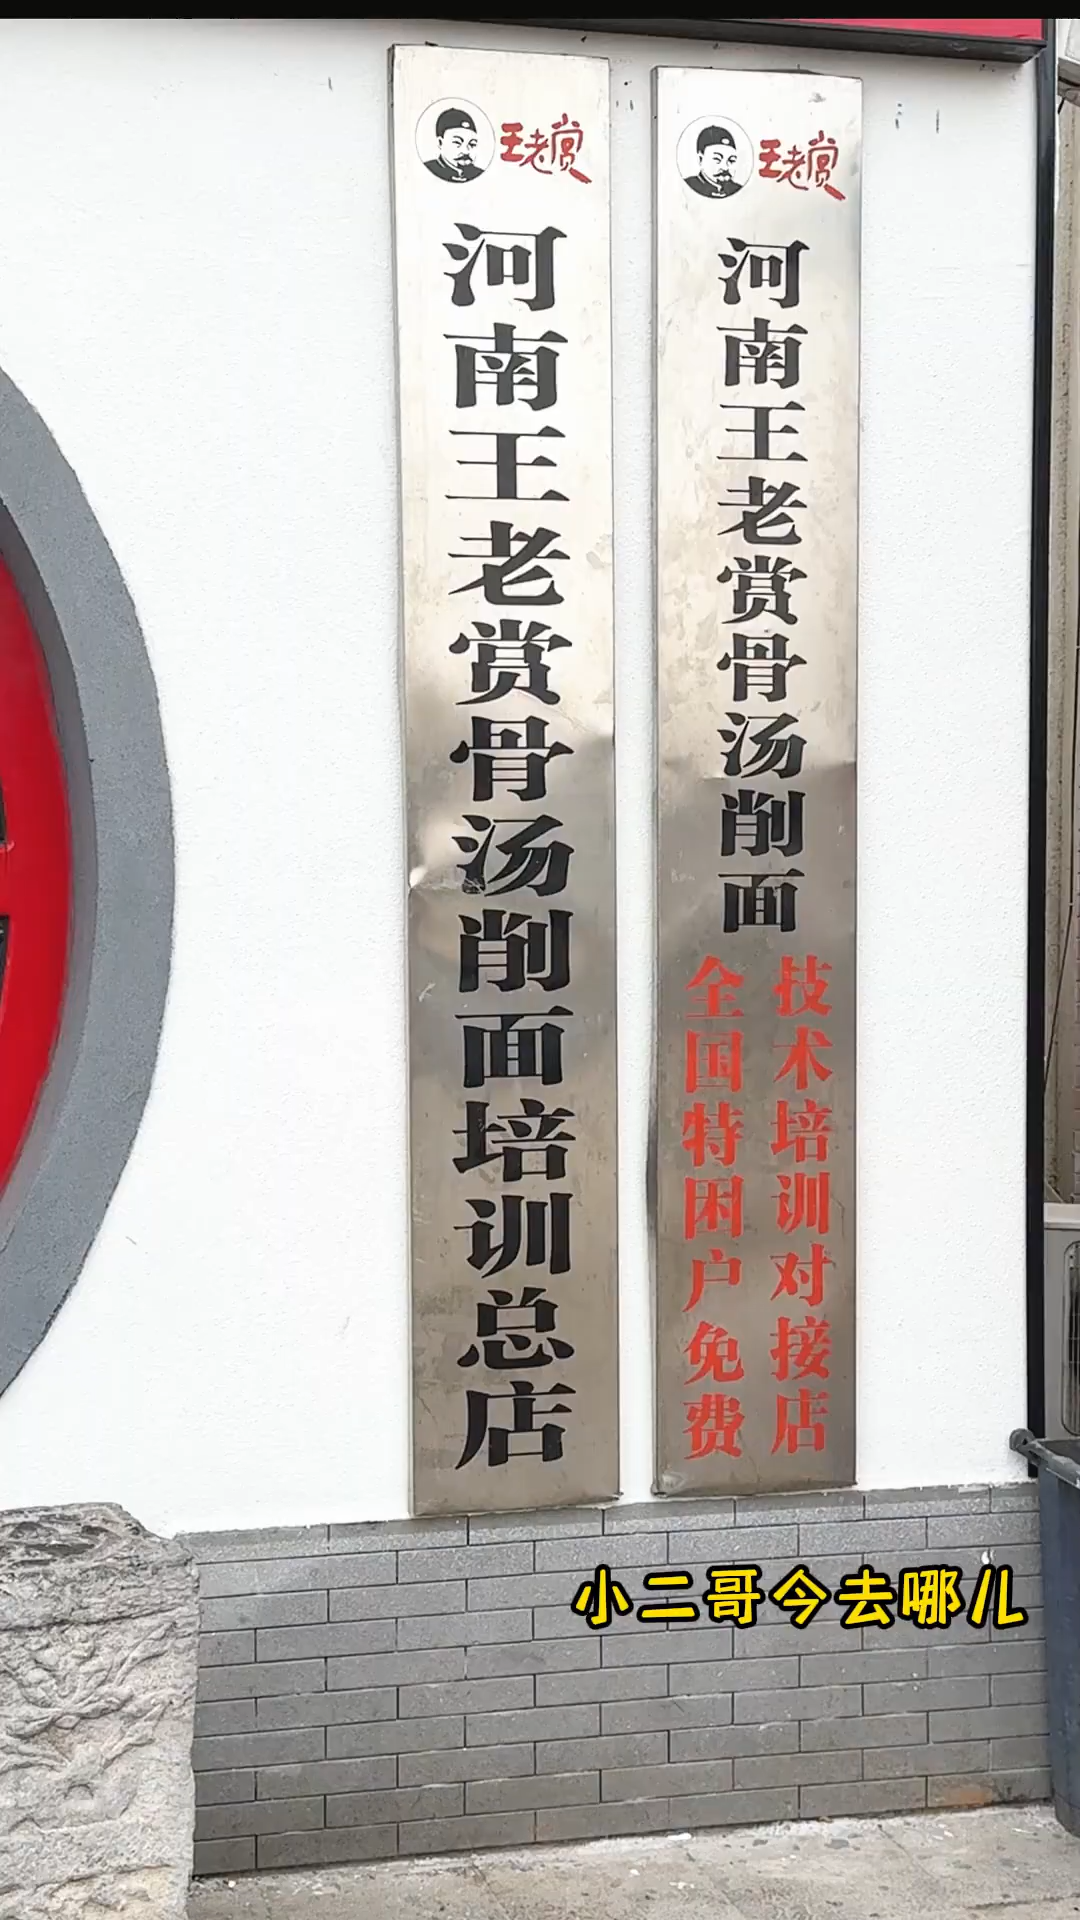 王老赏
河南王老赏骨汤削面培训总店
王老赏
河南王老赏骨汤削面
全国特困户免费
技术培训对接店
小二哥今去哪儿